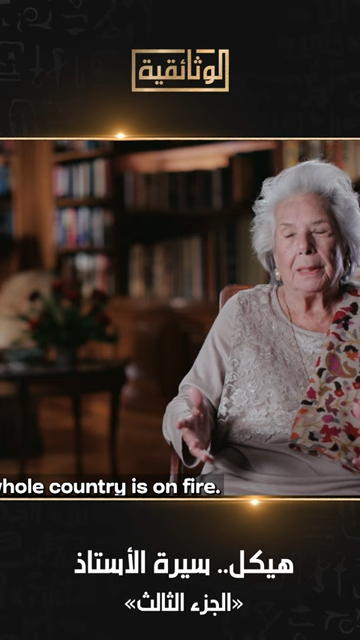 الوثائقية
whole country is on fire.
هيكل.. سيرة الأستاذ
«الجزء الثالث»